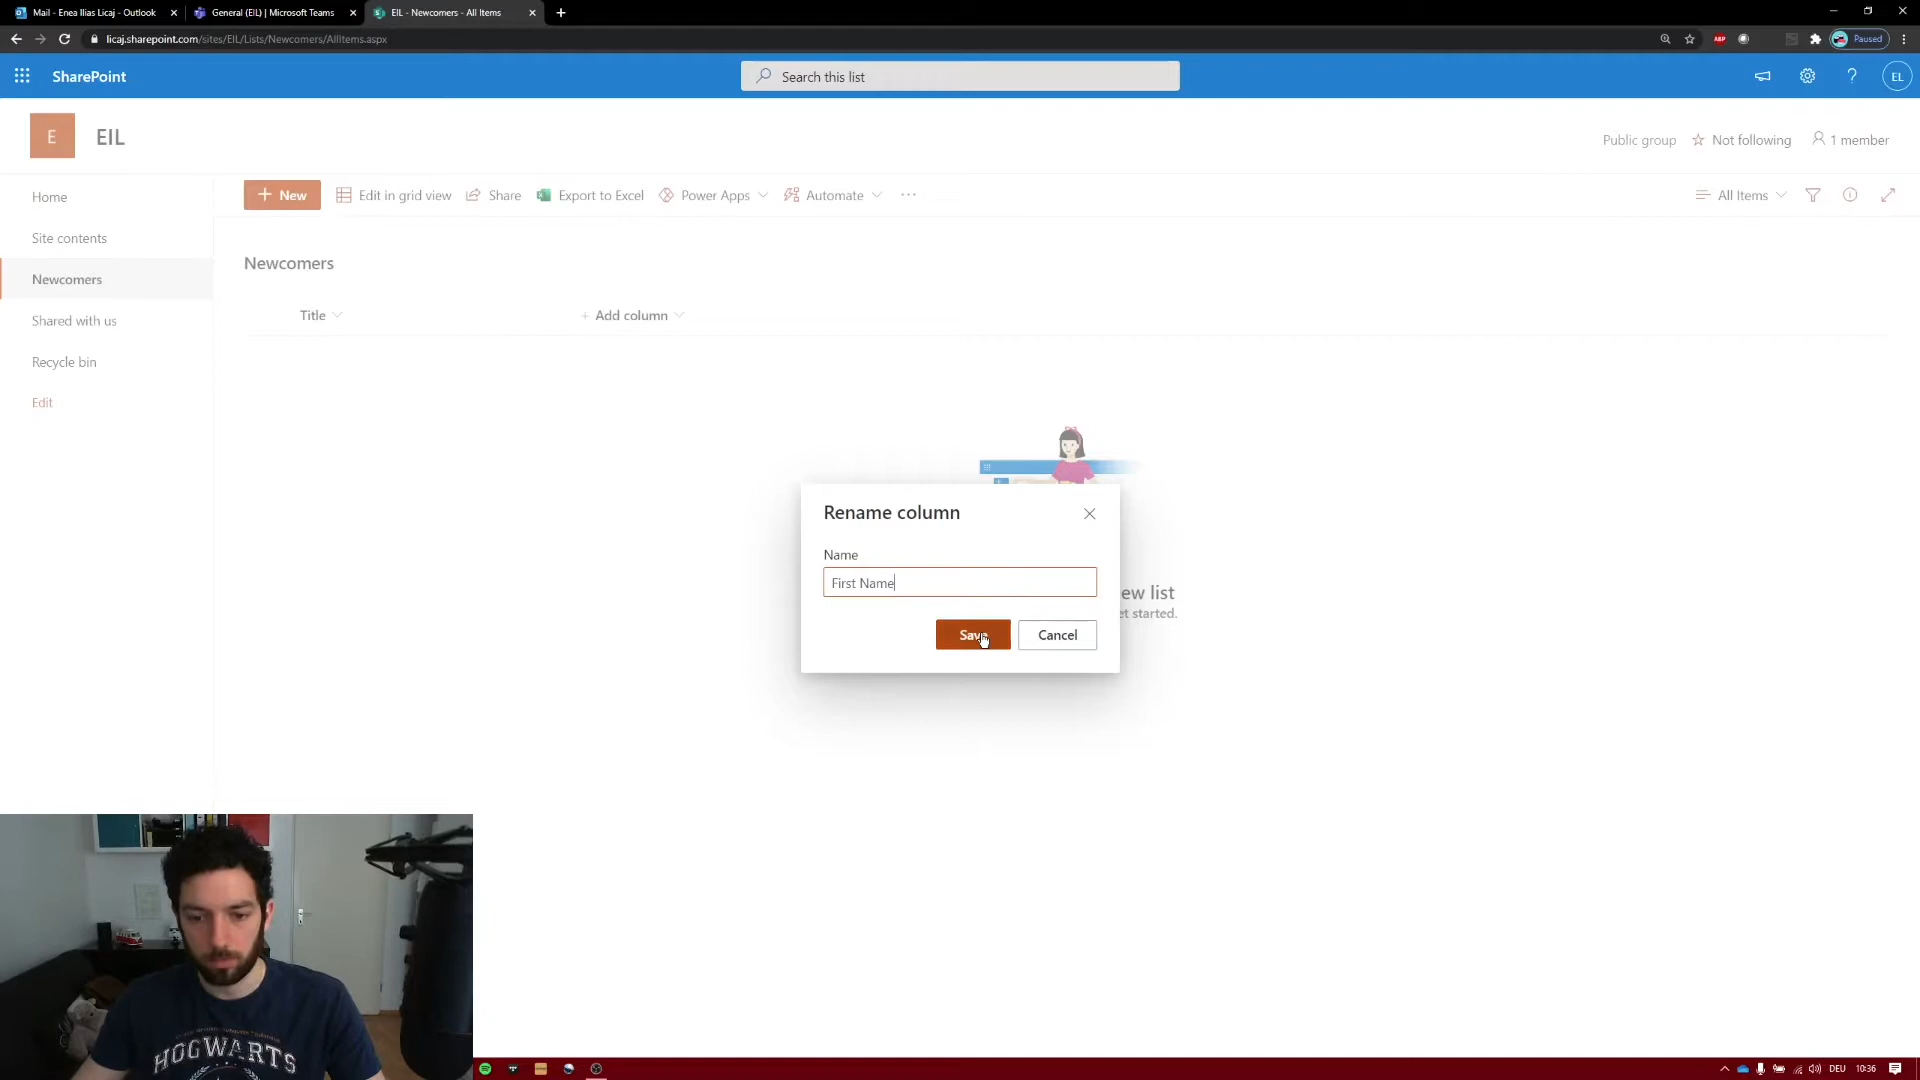 Mail - Enea Ilias Licaj - Outlook
General (EIL) | Microsoft Teams
EIL - Newcomers - All Items
licaj.sharepoint.com/sites/EIL/Lists/Newcomers/AllItems.aspx
ABP
Paused
SharePoint
Search this list
?
EL
E
EIL
Public group
Not following
1 member
Home
Site contents
Newcomers
Shared with us
Recycle bin
Edit
+ New
Edit in grid view
Share
Export to Excel
Power Apps
Automate
...
All Items
Newcomers
Title
+ Add column
Rename column
Name
First Name
Save
Cancel
ew list
et started.
HOGWARTS
DEU
10:36